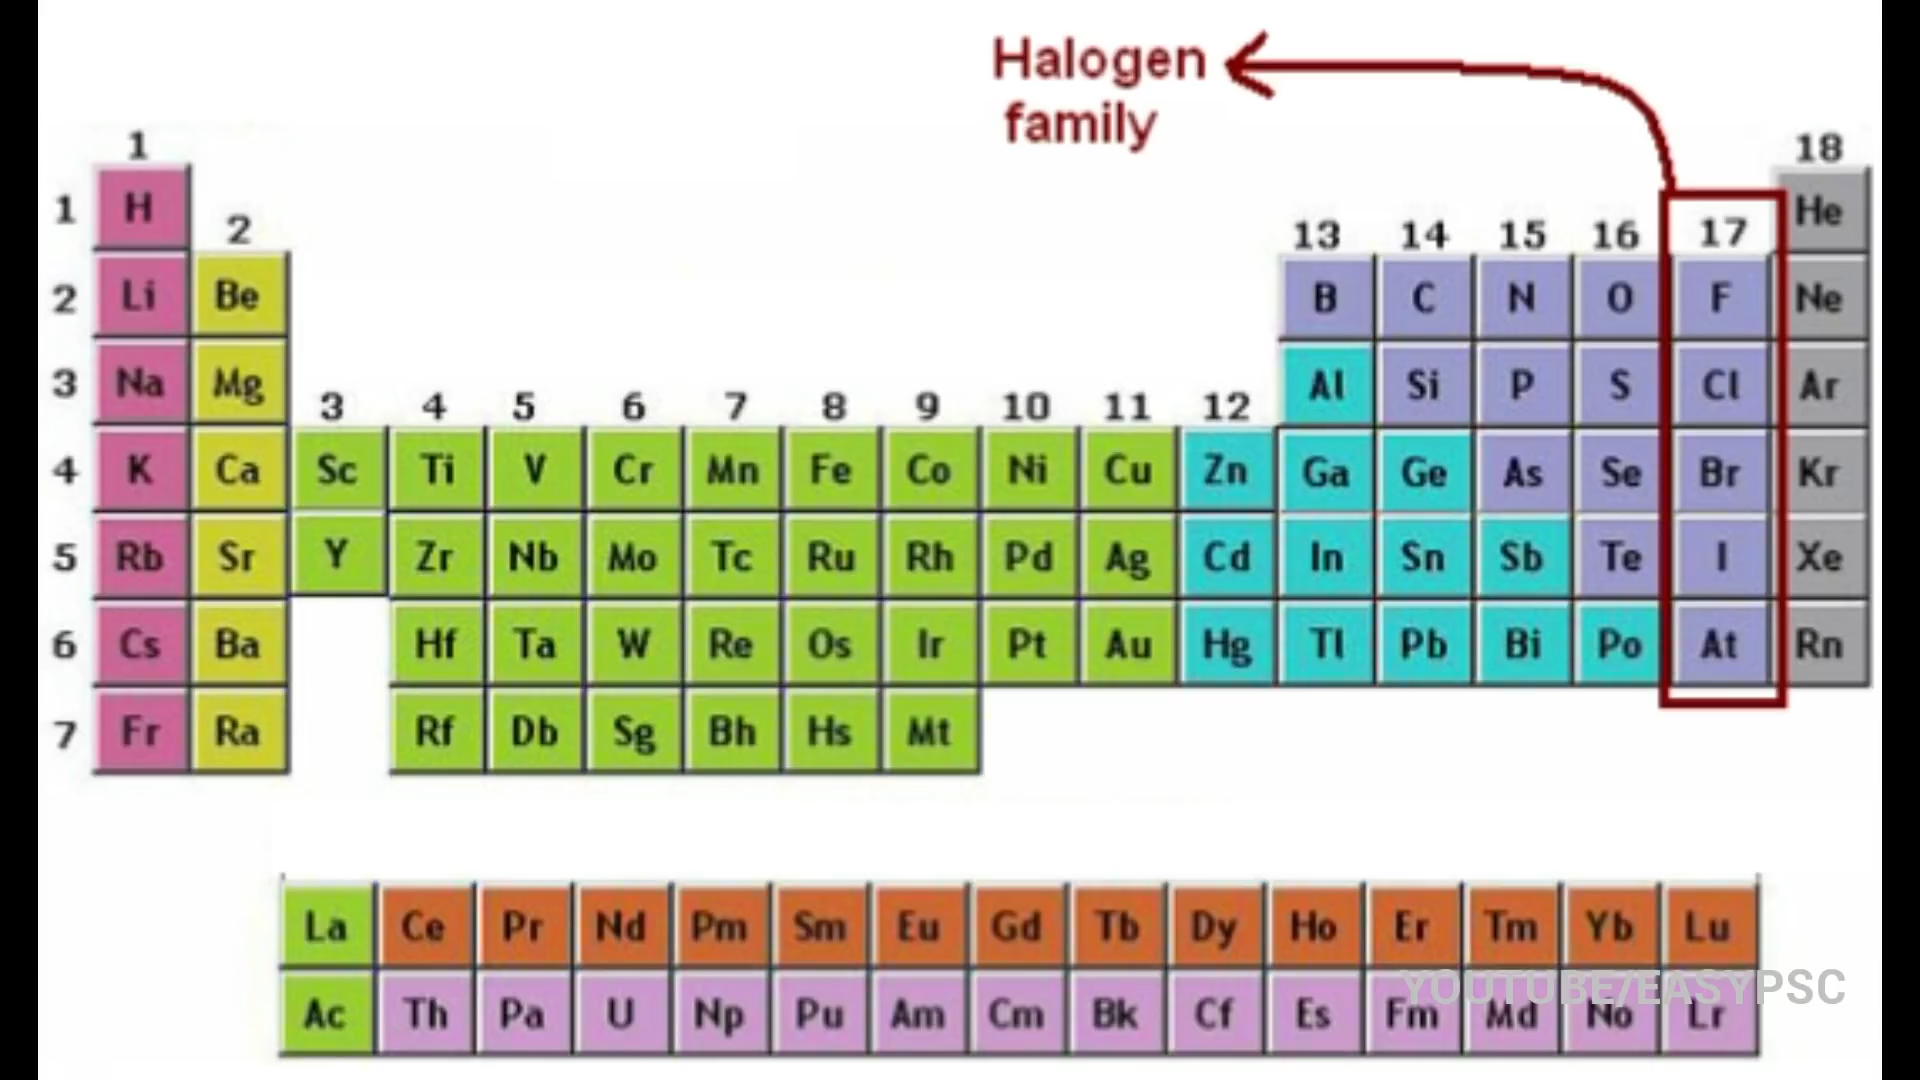 Halogen
family
1
18
2
13 14 15 16 17
1 H He
2 Li Be B C N O F Ne
3 Na Mg Al Si P S Cl Ar
3 4 5 6 7 8 9 10 11 12
4 K Ca Sc Ti V Cr Mn Fe Co Ni Cu Zn Ga Ge As Se Br Kr
5 Rb Sr Y Zr Nb Mo Tc Ru Rh Pd Ag Cd In Sn Sb Te I Xe
6 Cs Ba Hf Ta W Re Os Ir Pt Au Hg Tl Pb Bi Po At Rn
7 Fr Ra Rf Db Sg Bh Hs Mt
La Ce Pr Nd Pm Sm Eu Gd Tb Dy Ho Er Tm Yb Lu
YOUTUBE/EASYPSC
Ac Th Pa U Np Pu Am Cm Bk Cf Es Fm Md No Lr